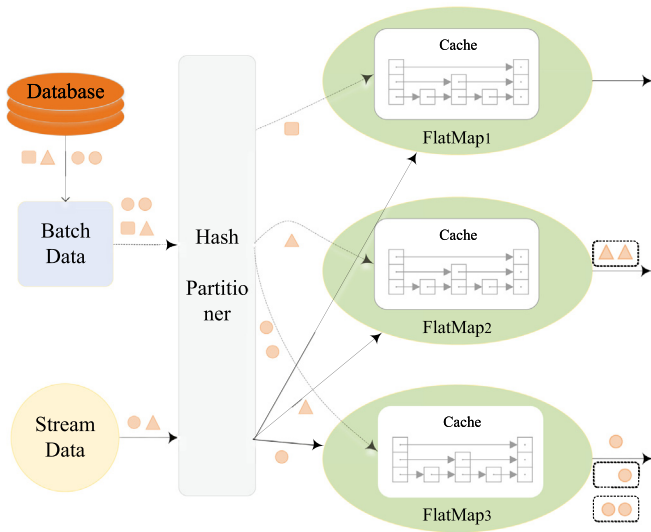 Database
Batch
Data
Stream
Data
Hash
Partitio
ner
Cache
FlatMap1
Cache
FlatMap2
Cache
FlatMap3